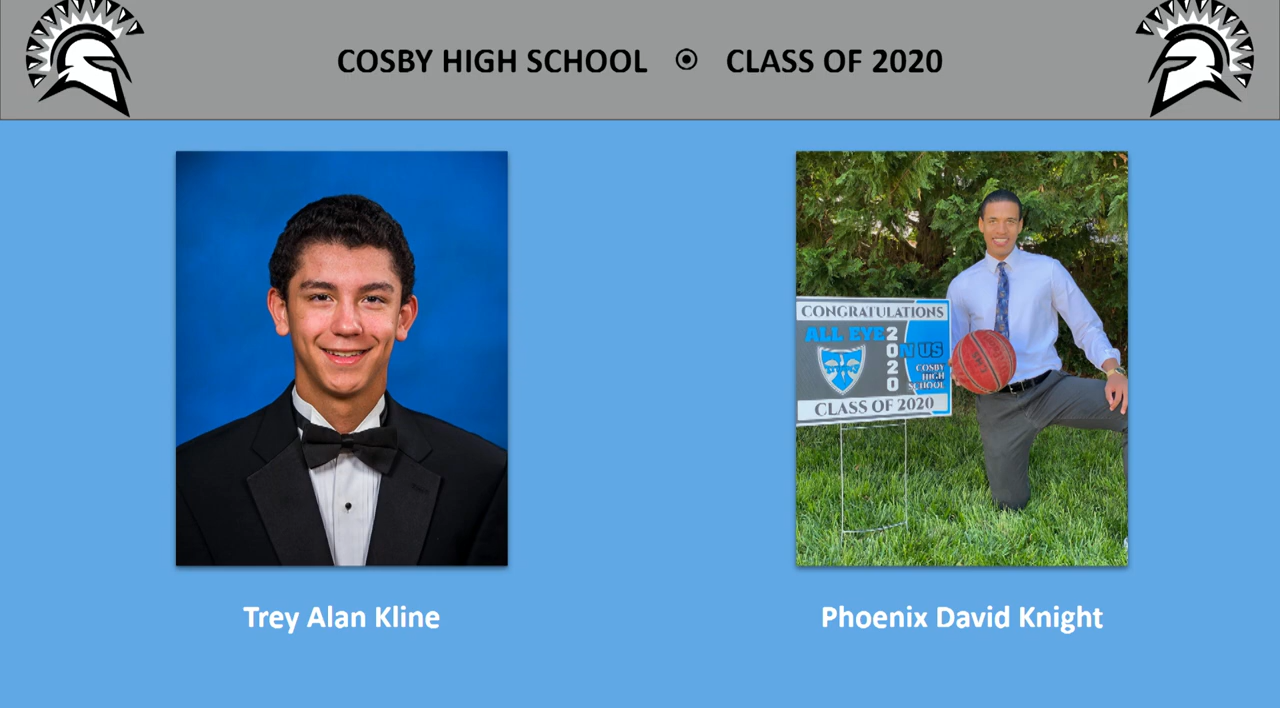 COSBY HIGH SCHOOL ⊙ CLASS OF 2020
CONGRATULATIONS
ALL EYE
2020
N US
COSBY
HIGH
SCHOOL
CLASS OF 2020
Trey Alan Kline
Phoenix David Knight